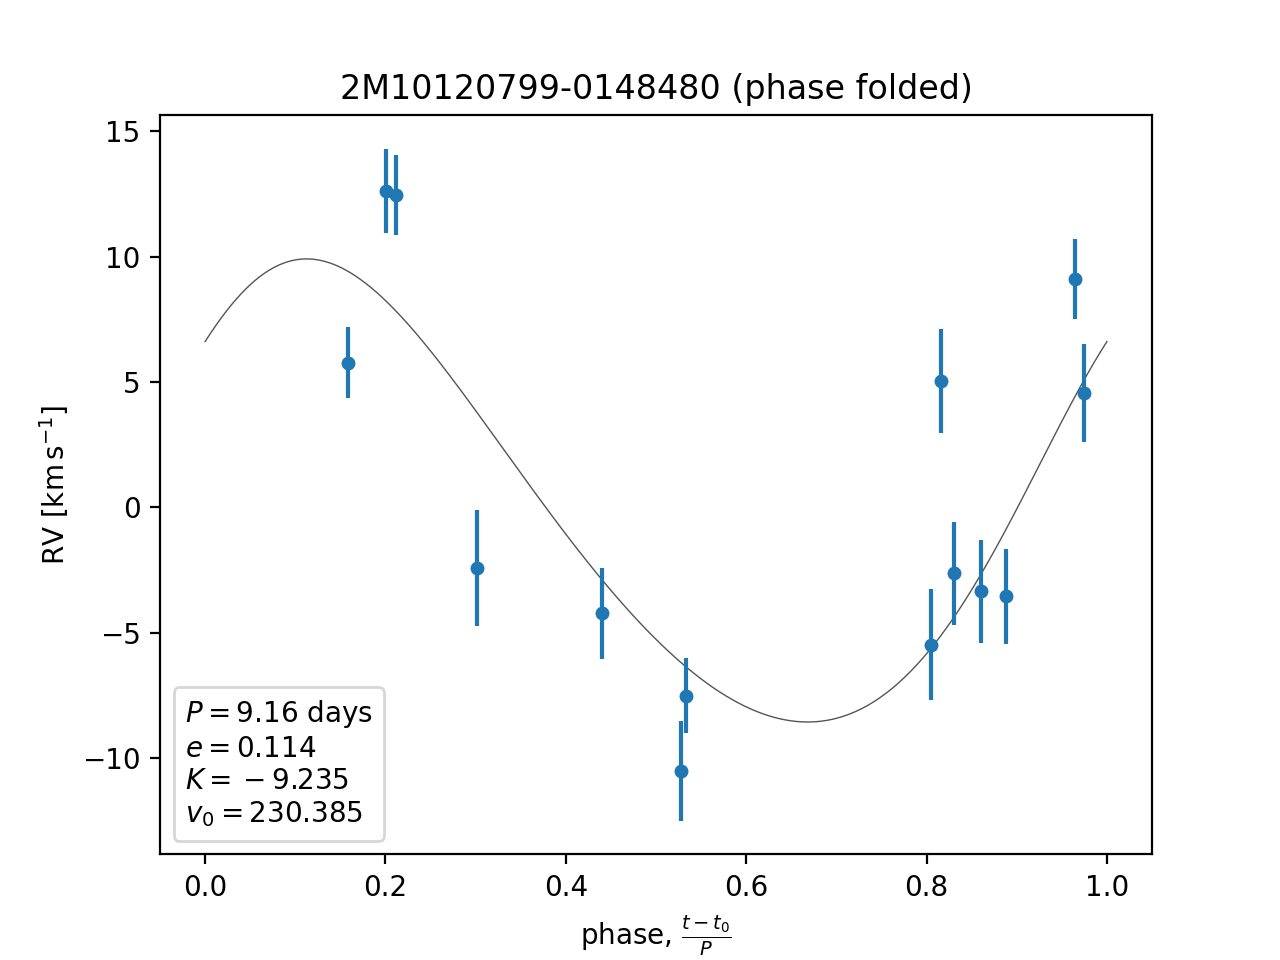 2M10120799-0148480 (phase folded)
15
10
5
0
−5
−10
RV [km s⁻¹]
P = 9.16 days
e = 0.114
K = −9.235
v₀ = 230.385
0.0 0.2 0.4 0.6 0.8 1.0
phase, (t − t₀)/P